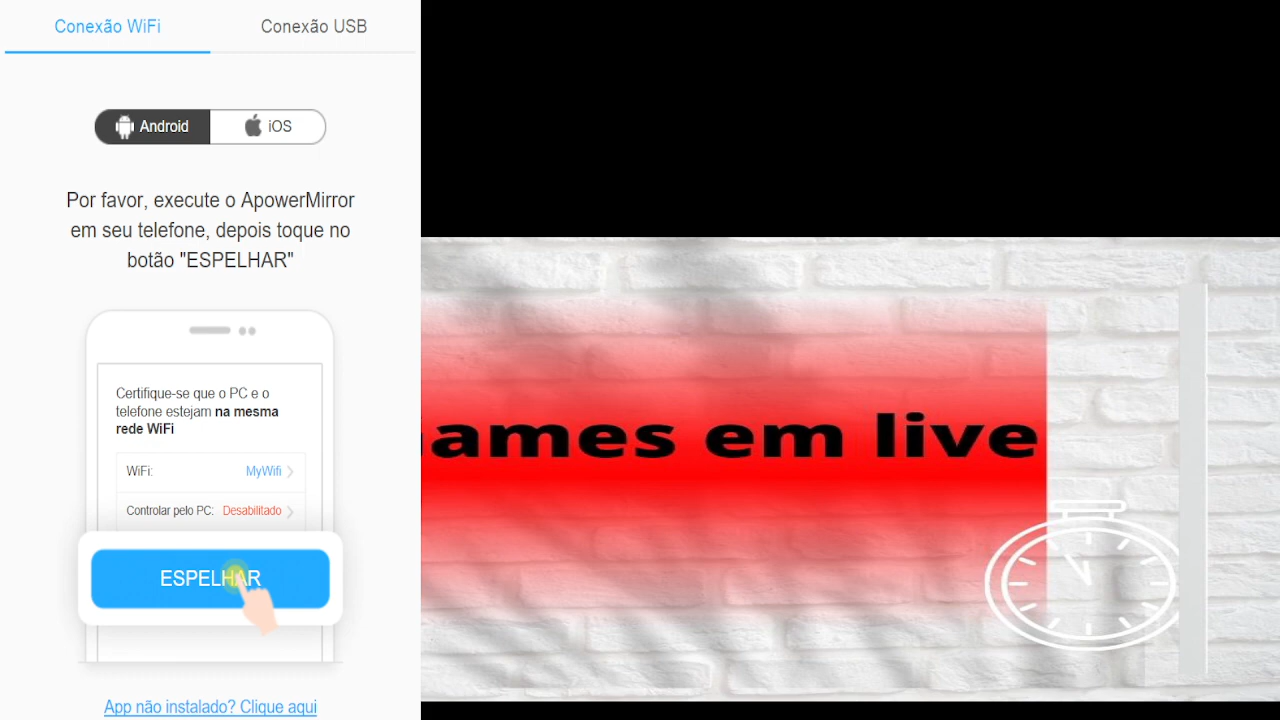 Conexão WiFi
Conexão USB
Android
iOS
Por favor, execute o ApowerMirror
em seu telefone, depois toque no
botão "ESPELHAR"
Certifique-se que o PC e o
telefone estejam na mesma
rede WiFi
WiFi: MyWifi
Controlar pelo PC: Desabilitado
ESPELHAR
App não instalado? Clique aqui
ames em live